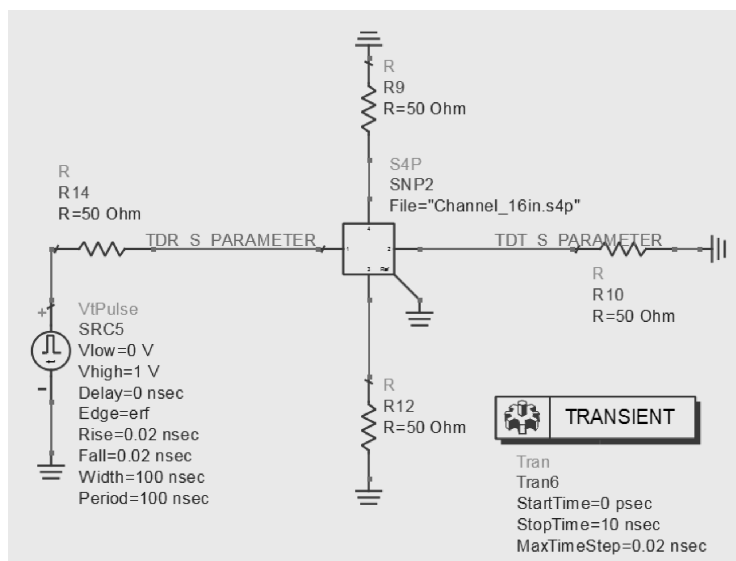 R
R9
R=50 Ohm
S4P
SNP2
File="Channel_16in.s4p"
R
R14
R=50 Ohm
TDR_S_PARAMETER
4
1
2
3
Ref
TDT_S_PARAMETER
R
R10
R=50 Ohm
+
-
VtPulse
SRC5
Vlow=0 V
Vhigh=1 V
Delay=0 nsec
Edge=erf
Rise=0.02 nsec
Fall=0.02 nsec
Width=100 nsec
Period=100 nsec
R
R12
R=50 Ohm
TRANSIENT
Tran
Tran6
StartTime=0 psec
StopTime=10 nsec
MaxTimeStep=0.02 nsec